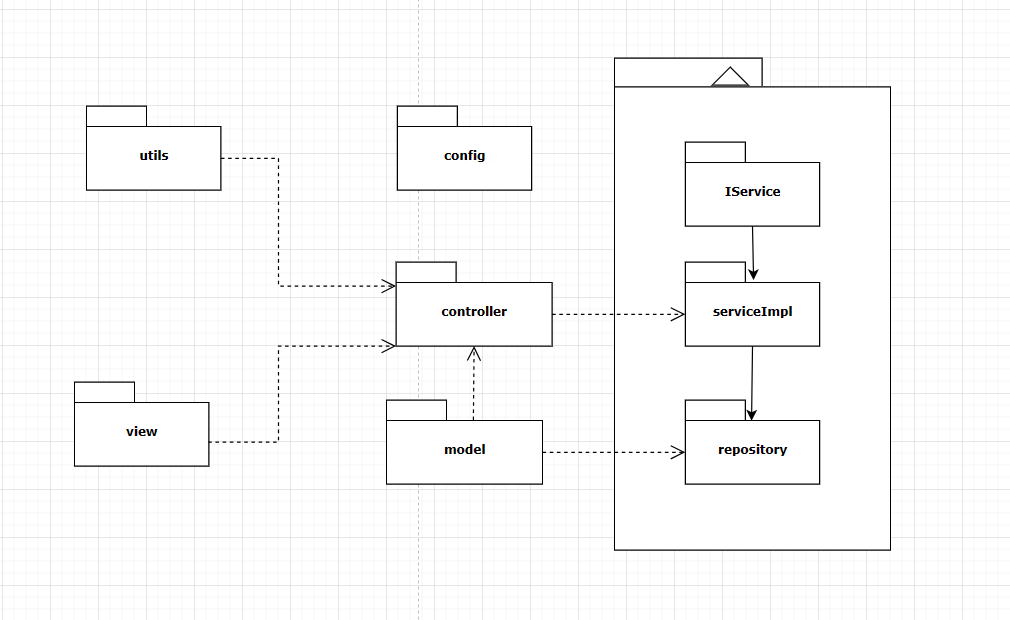 utils
config
IService
controller
serviceImpl
view
model
repository